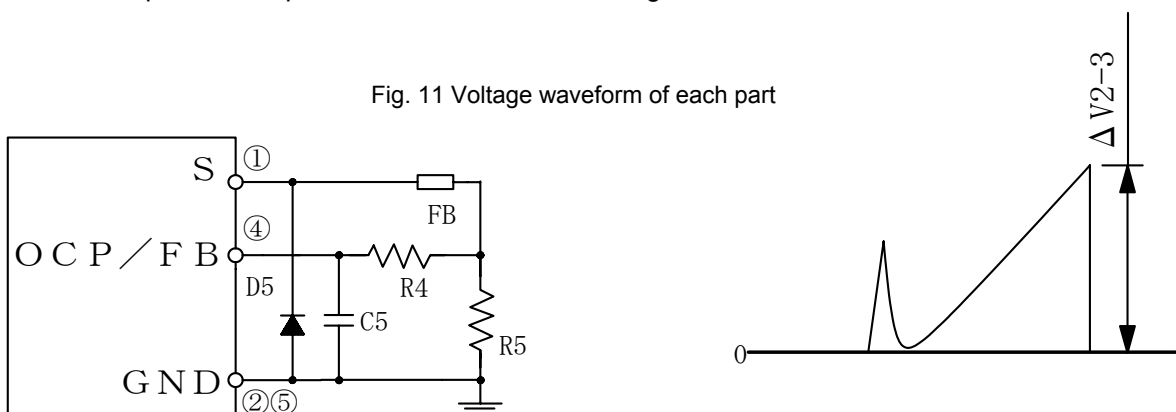 Fig. 11 Voltage waveform of each part
S ①
FB
OCP／FB ④
D5
R4
C5
R5
GND ②⑤
ΔV2-3
0